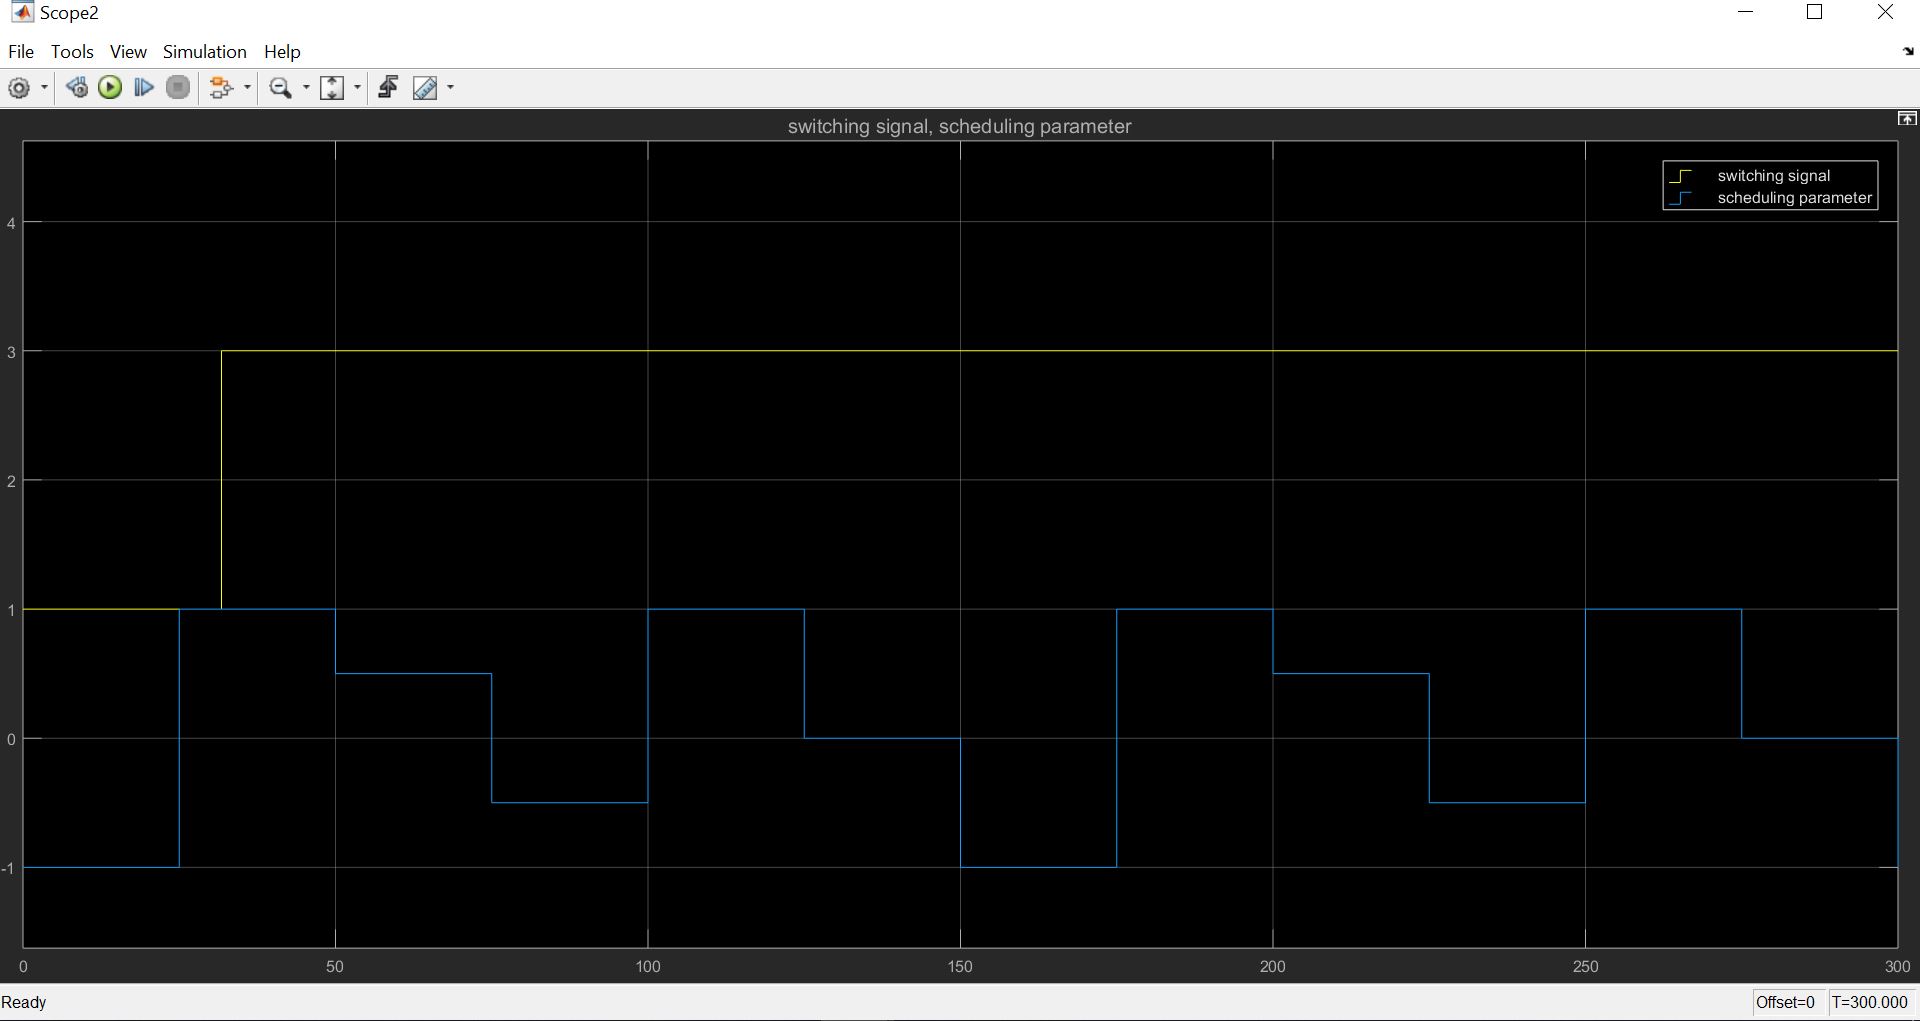 Scope2
File Tools View Simulation Help
switching signal, scheduling parameter
switching signal
scheduling parameter
4
3
2
1
0
-1
0 50 100 150 200 250 300
Ready Offset=0 T=300.000